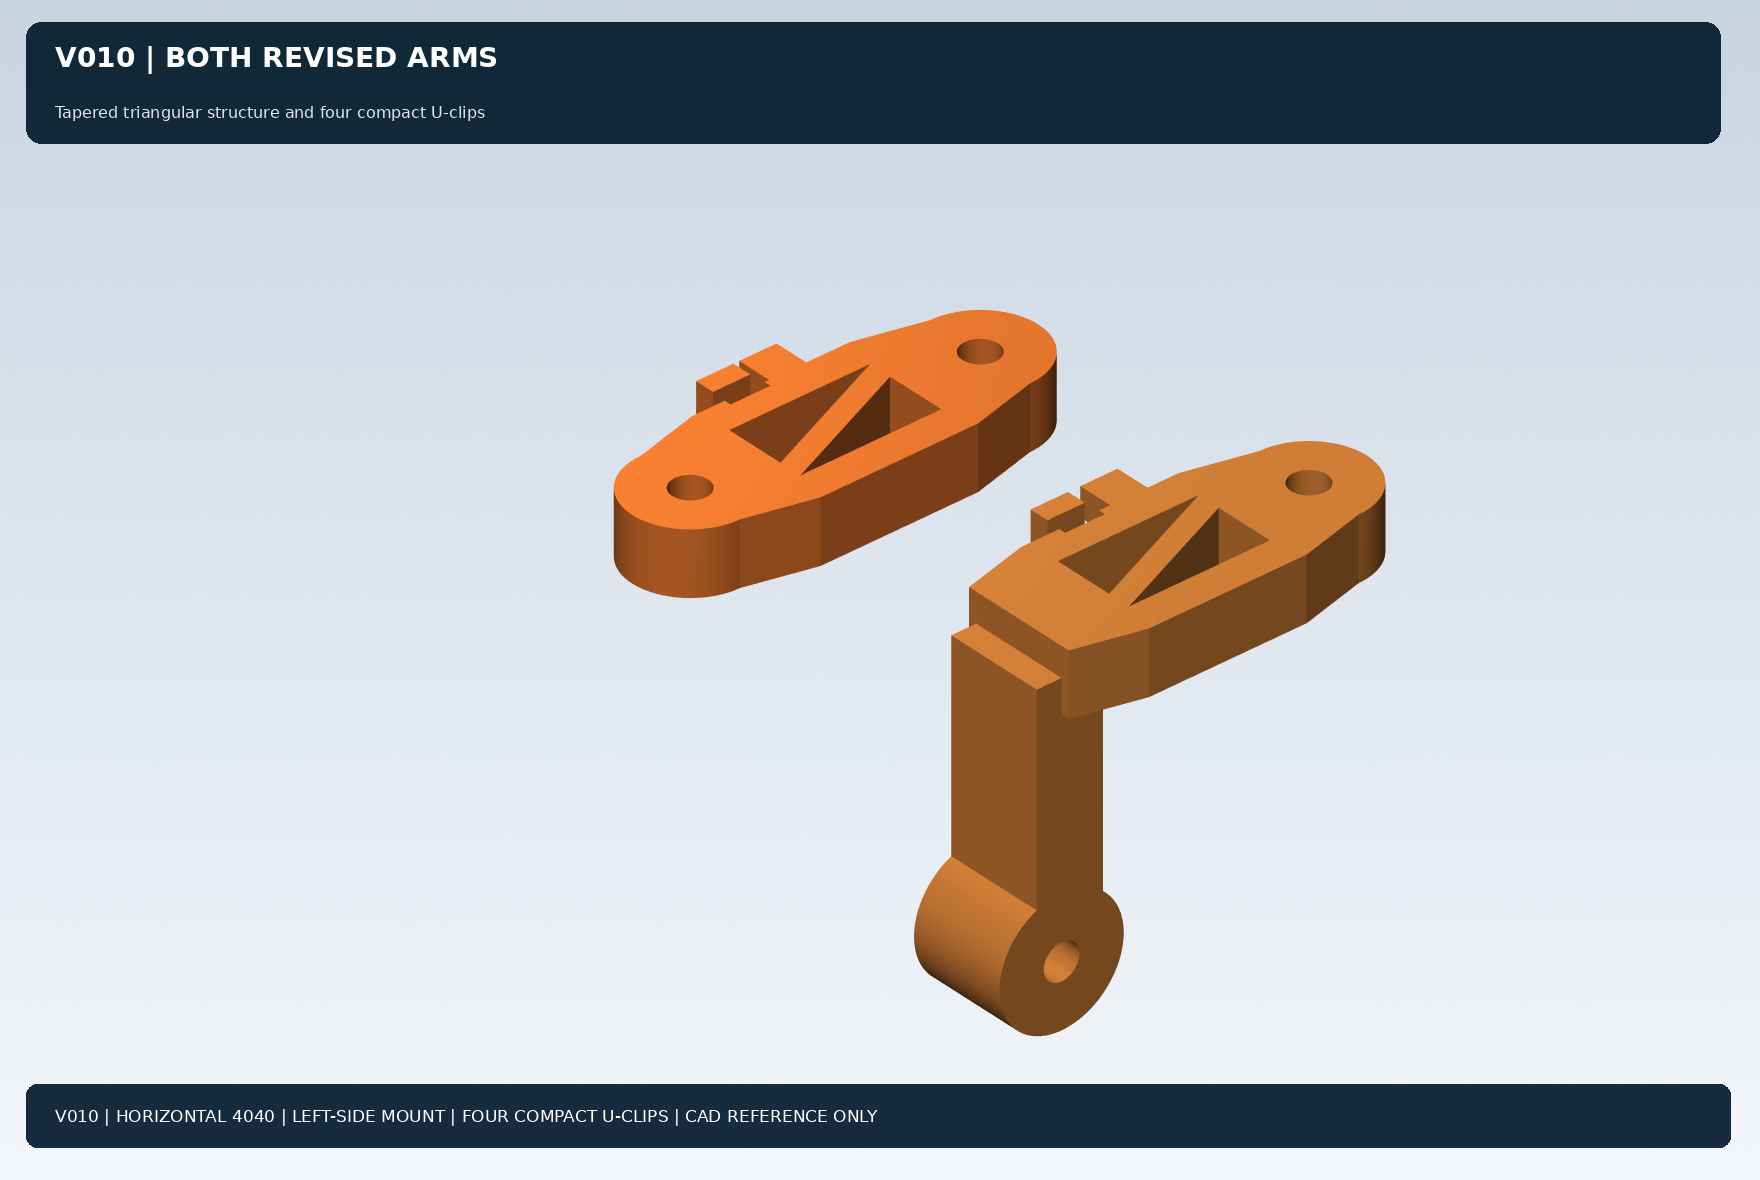 V010 | BOTH REVISED ARMS
Tapered triangular structure and four compact U-clips
V010 | HORIZONTAL 4040 | LEFT-SIDE MOUNT | FOUR COMPACT U-CLIPS | CAD REFERENCE ONLY